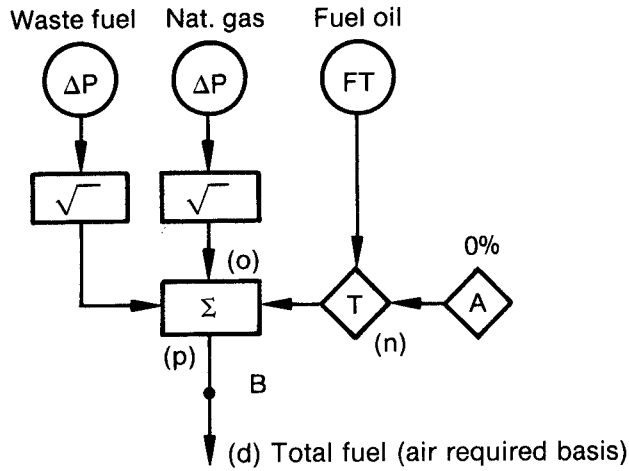 Waste fuel
Nat. gas
Fuel oil
ΔP
ΔP
FT
√
√
0%
(o)
Σ
T
A
(p)
(n)
B
(d) Total fuel (air required basis)